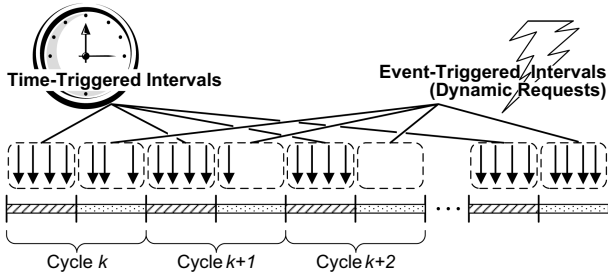 Time-Triggered Intervals
Event-Triggered Intervals
(Dynamic Requests)
...
Cycle k
Cycle k+1
Cycle k+2